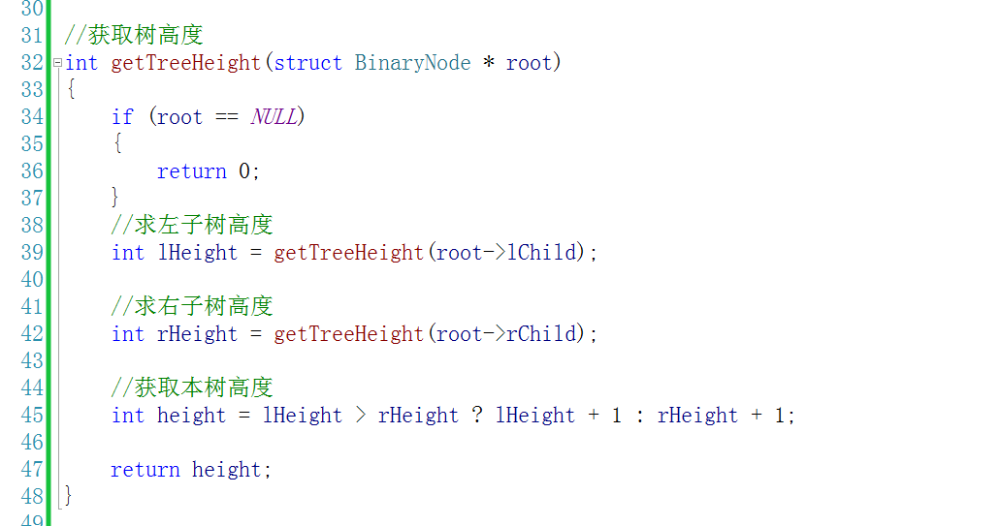 30
31 //获取树高度
32 int getTreeHeight(struct BinaryNode * root)
33 {
34     if (root == NULL)
35     {
36         return 0;
37     }
38     //求左子树高度
39     int lHeight = getTreeHeight(root->lChild);
40
41     //求右子树高度
42     int rHeight = getTreeHeight(root->rChild);
43
44     //获取本树高度
45     int height = lHeight > rHeight ? lHeight + 1 : rHeight + 1;
46
47     return height;
48 }
49